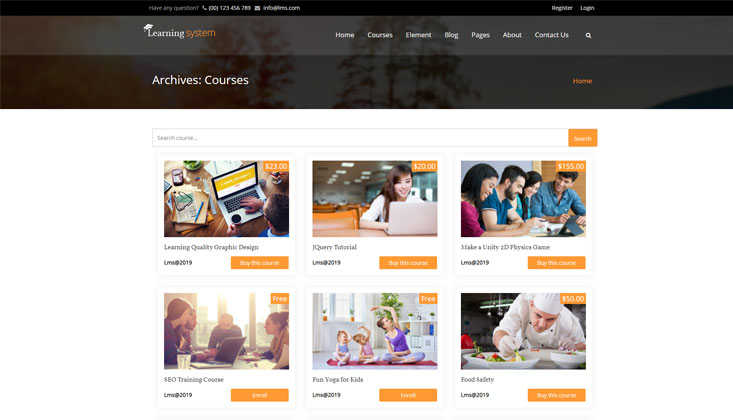 Have any question? (00) 123 456 789 info@lms.com Register Login
Learning system Home Courses Element Blog Pages About Contact Us
Archives: Courses Home
Search course... Search
$23.00 $20.00 $155.00
Learning Quality Graphic Design JQuery Tutorial Make a Unity 2D Physics Game
Lms@2019 Buy this course Lms@2019 Buy this course Lms@2019 Buy this course
Free Free $50.00
SEO Training Course Fun Yoga for Kids Food Safety
Lms@2019 Enroll Lms@2019 Enroll Lms@2019 Buy this course